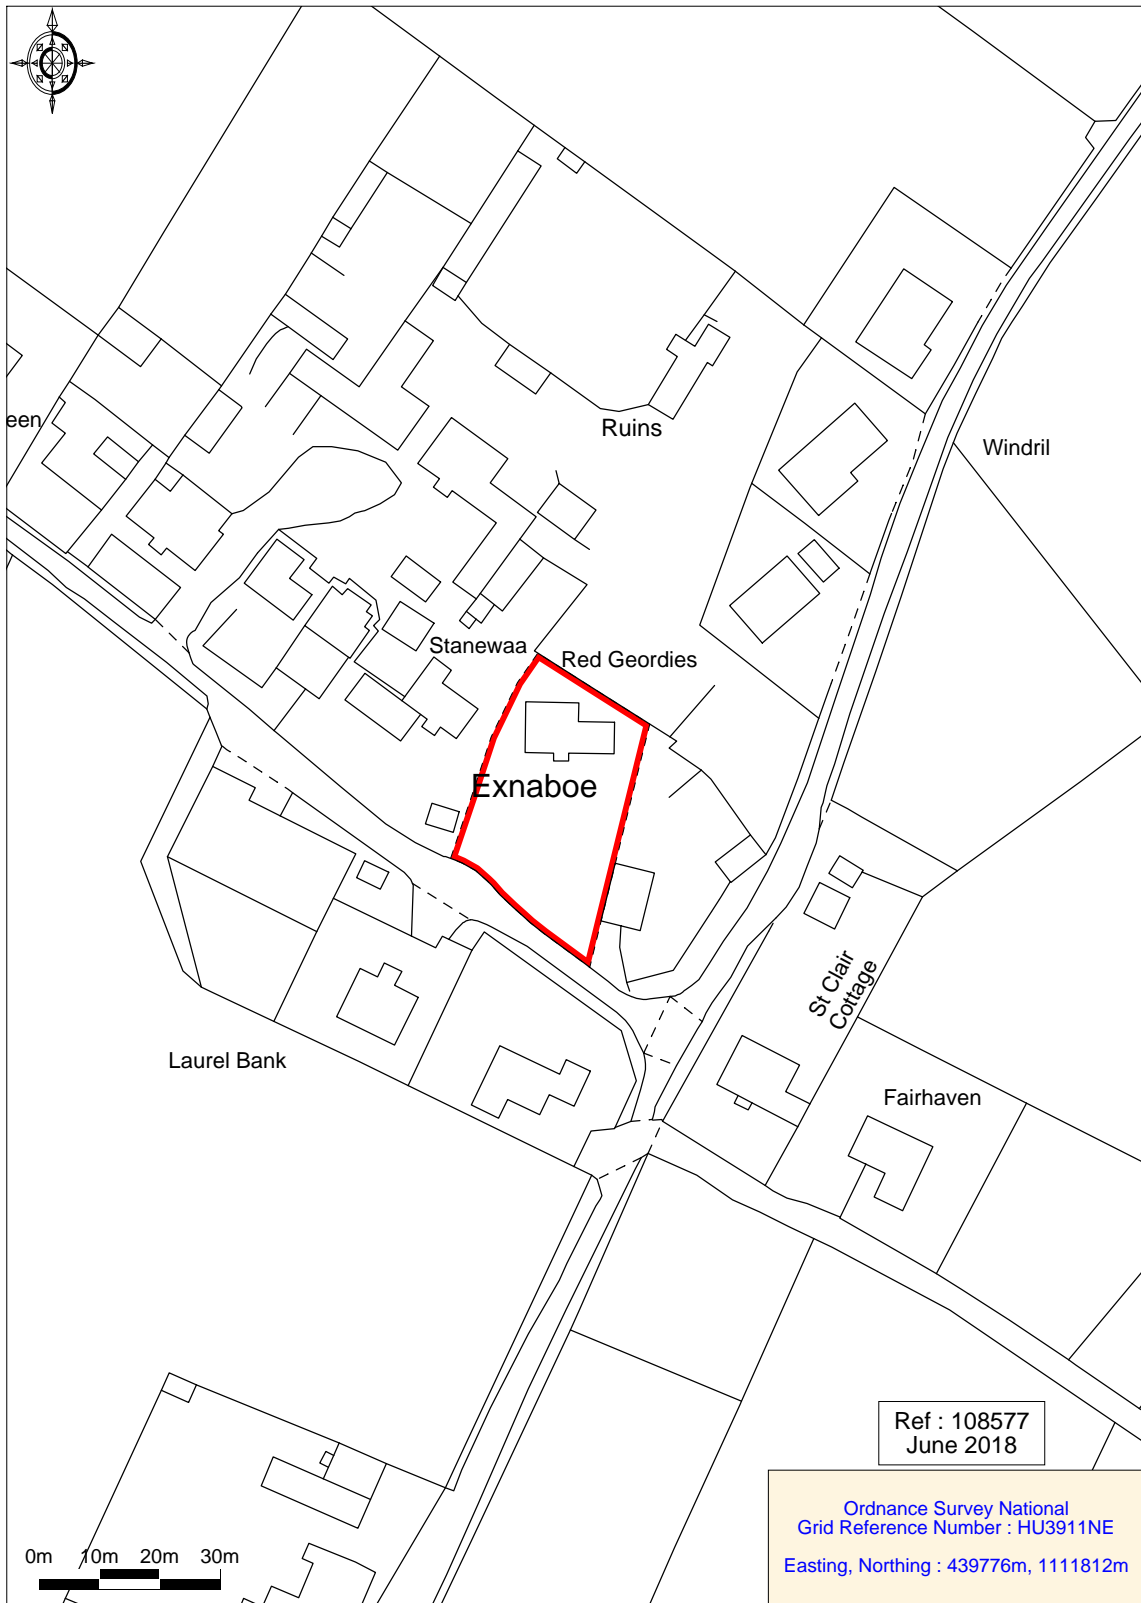 een
Ruins
Windril
Stanewaa
Red Geordies
Exnaboe
St Clair
Cottage
Laurel Bank
Fairhaven
Ref : 108577
June 2018
Ordnance Survey National
Grid Reference Number : HU3911NE
Easting, Northing : 439776m, 1111812m
0m 10m 20m 30m